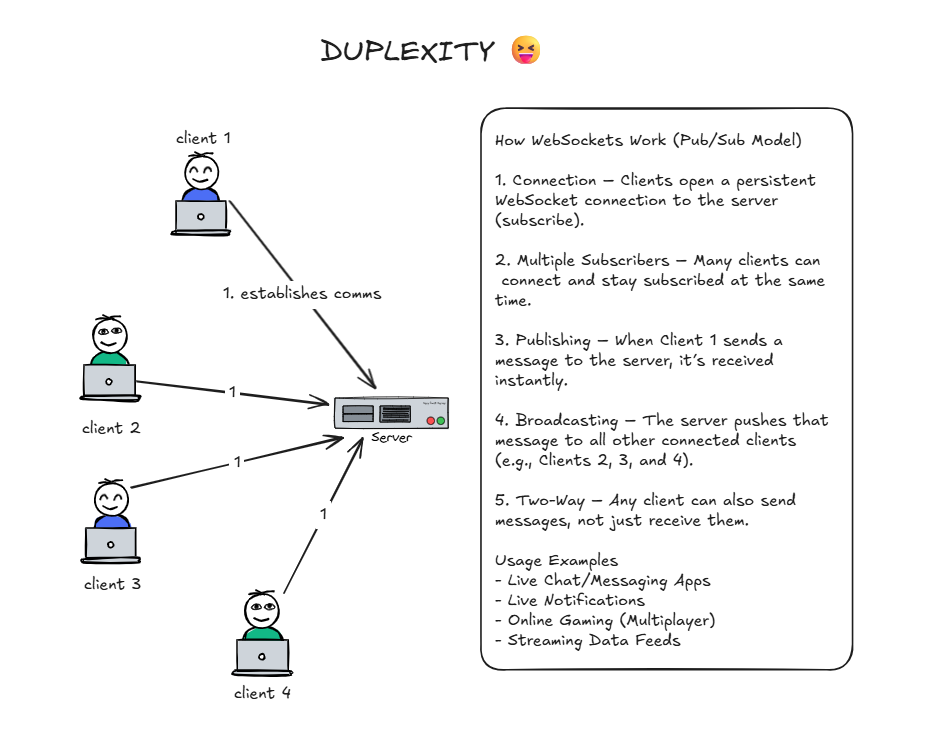 DUPLEXITY 😝
client 1
1. establishes comms
1
client 2
Server
1
client 3
1
client 4
How WebSockets Work (Pub/Sub Model)
1. Connection – Clients open a persistent
WebSocket connection to the server
(subscribe).
2. Multiple Subscribers – Many clients can
connect and stay subscribed at the same
time.
3. Publishing – When Client 1 sends a
message to the server, it's received
instantly.
4. Broadcasting – The server pushes that
message to all other connected clients
(e.g., Clients 2, 3, and 4).
5. Two-Way – Any client can also send
messages, not just receive them.
Usage Examples
- Live Chat/Messaging Apps
- Live Notifications
- Online Gaming (Multiplayer)
- Streaming Data Feeds